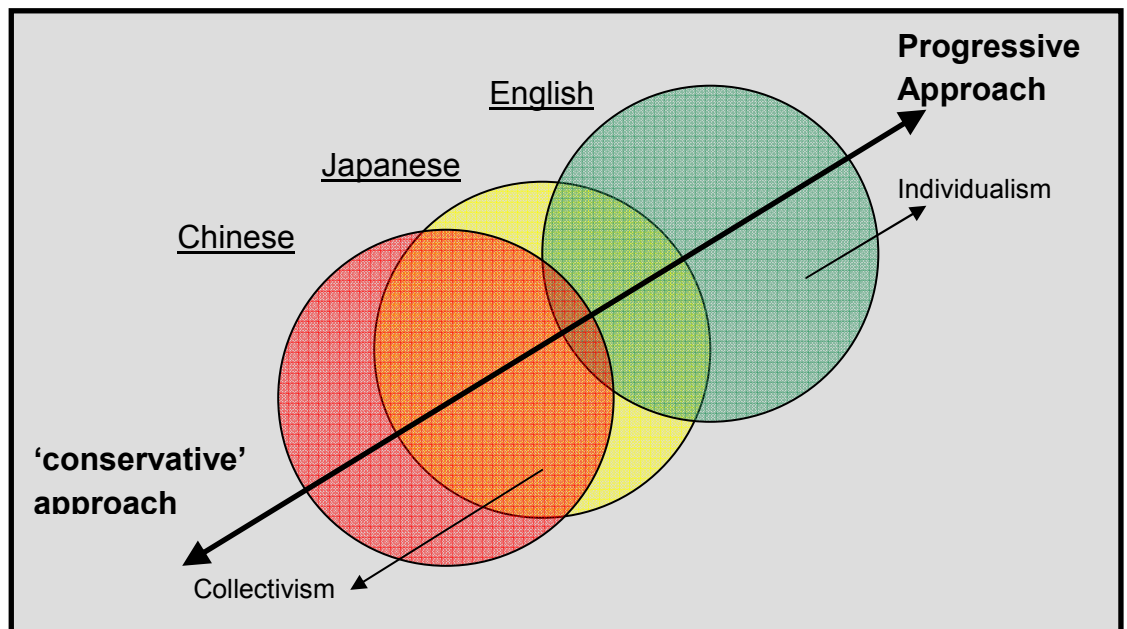 Progressive
Approach
English
Japanese
Individualism
Chinese
‘conservative’
approach
Collectivism